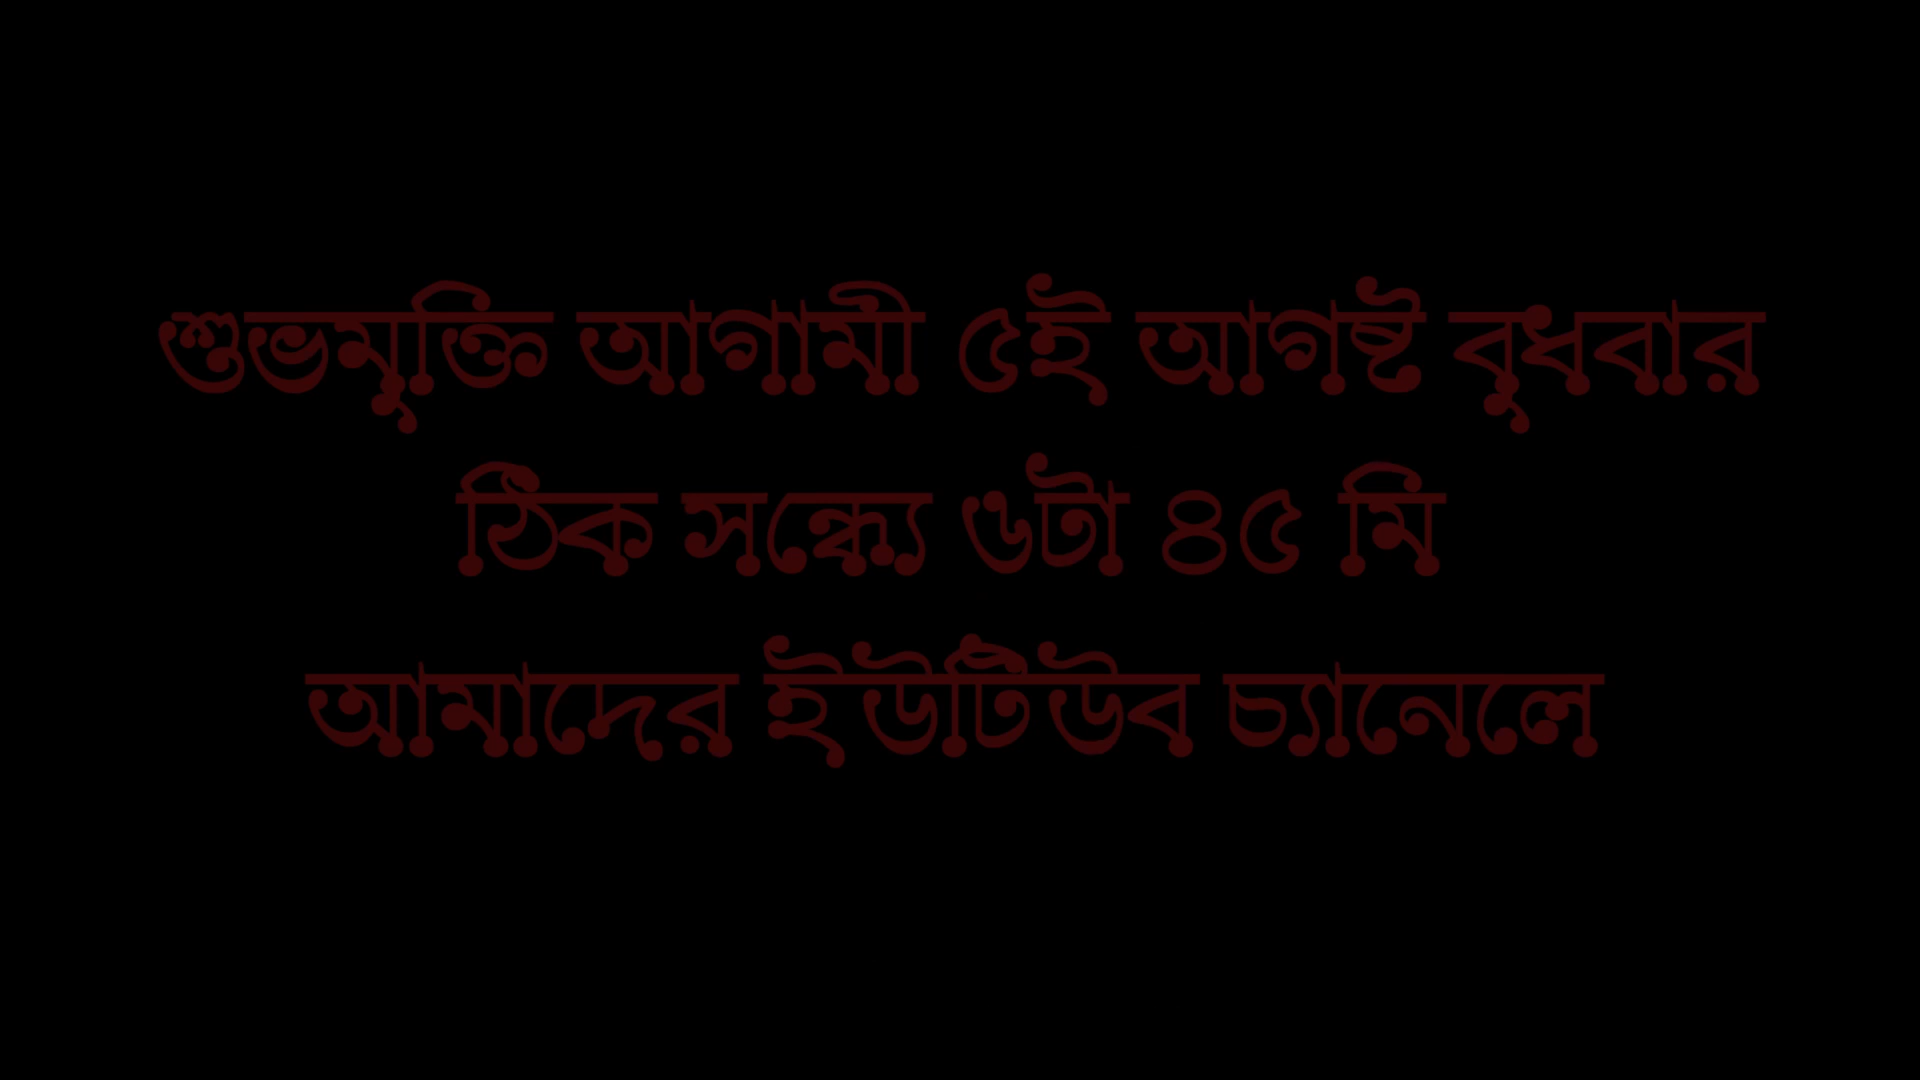 শুভমুক্তি আগামী ৫ই আগষ্ট বুধবার
ঠিক সন্ধ্যে ৬টা ৪৫ মি
আমাদের ইউটিউব চ্যানেলে